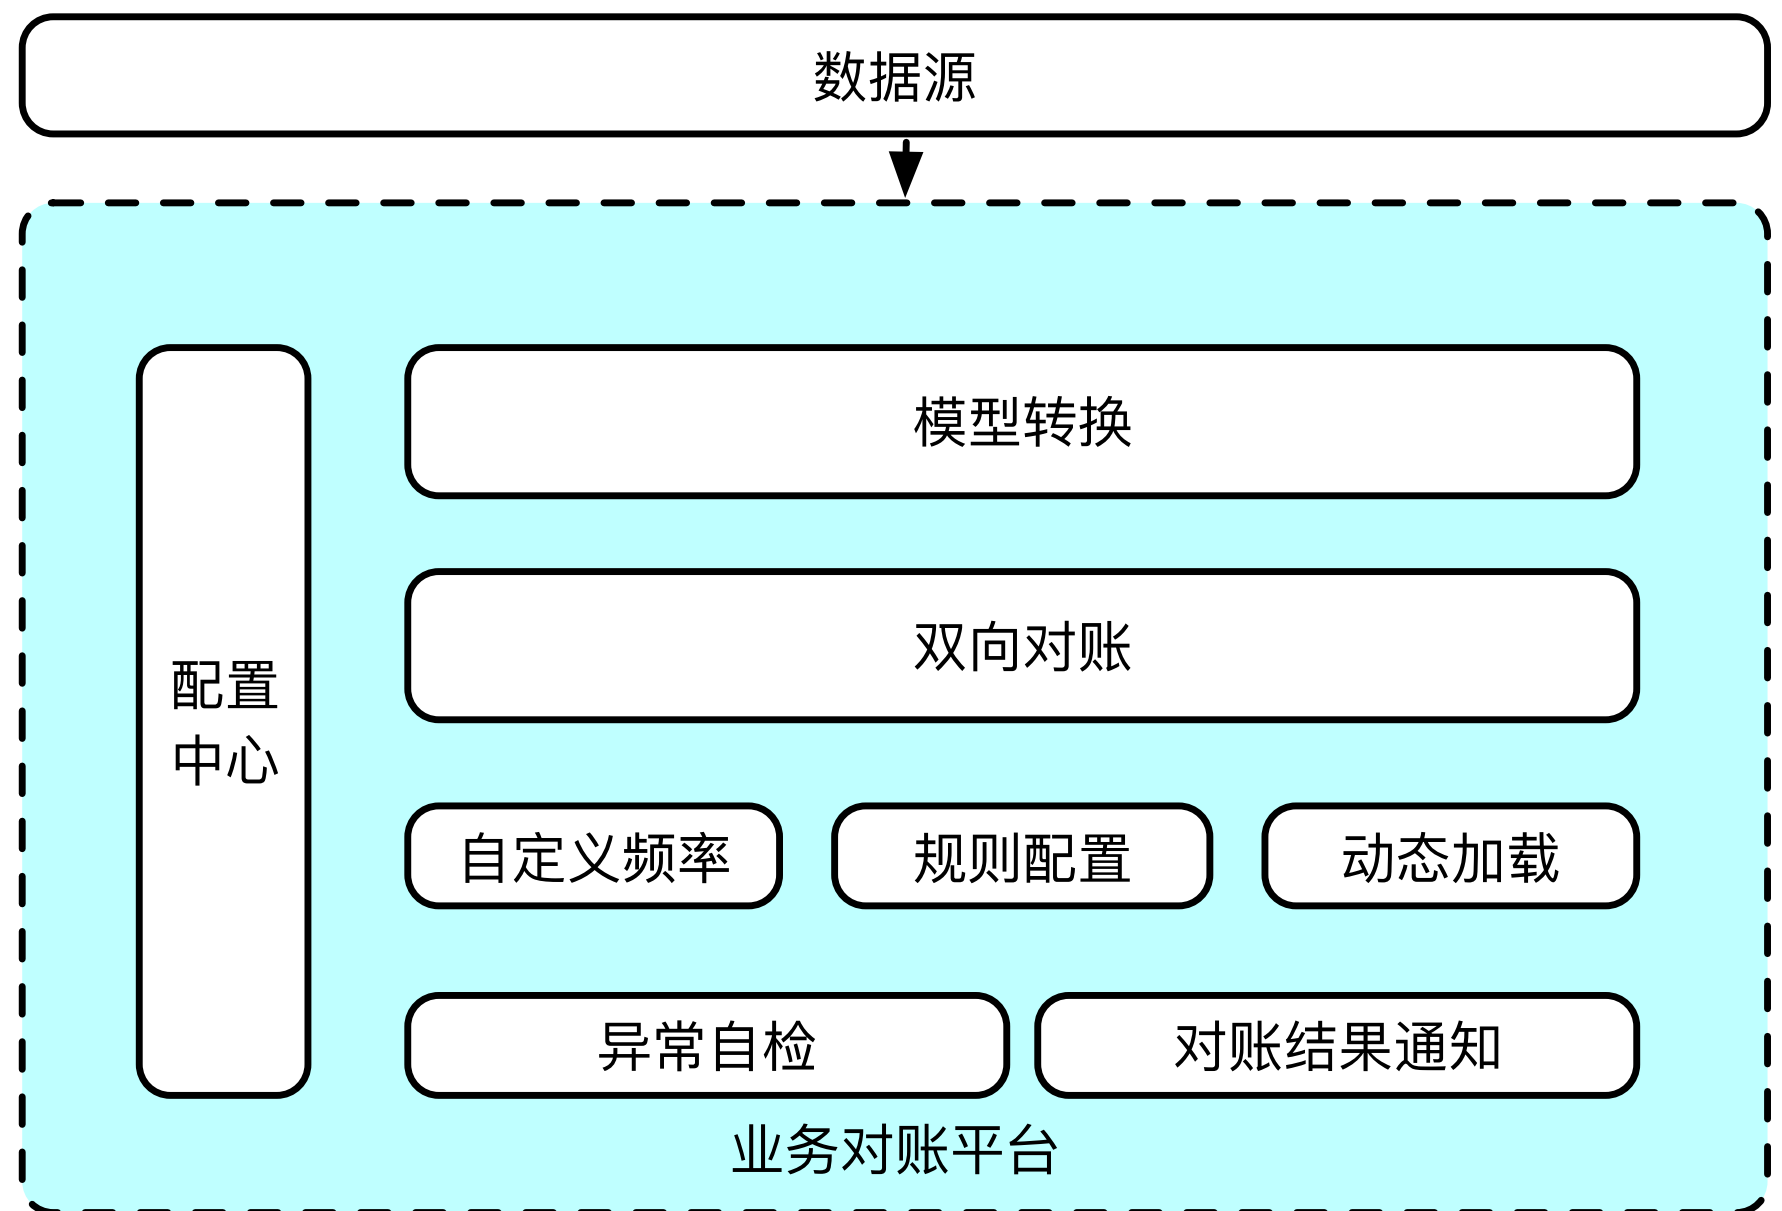 数据源
模型转换
双向对账
配置
中心
自定义频率
规则配置
动态加载
异常自检
对账结果通知
业务对账平台